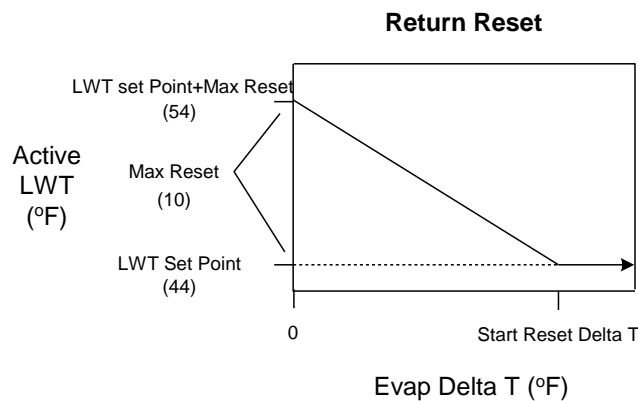 Return Reset
LWT set Point+Max Reset
(54)
Active
LWT
(ºF)
Max Reset
(10)
LWT Set Point
(44)
0
Start Reset Delta T
Evap Delta T (ºF)